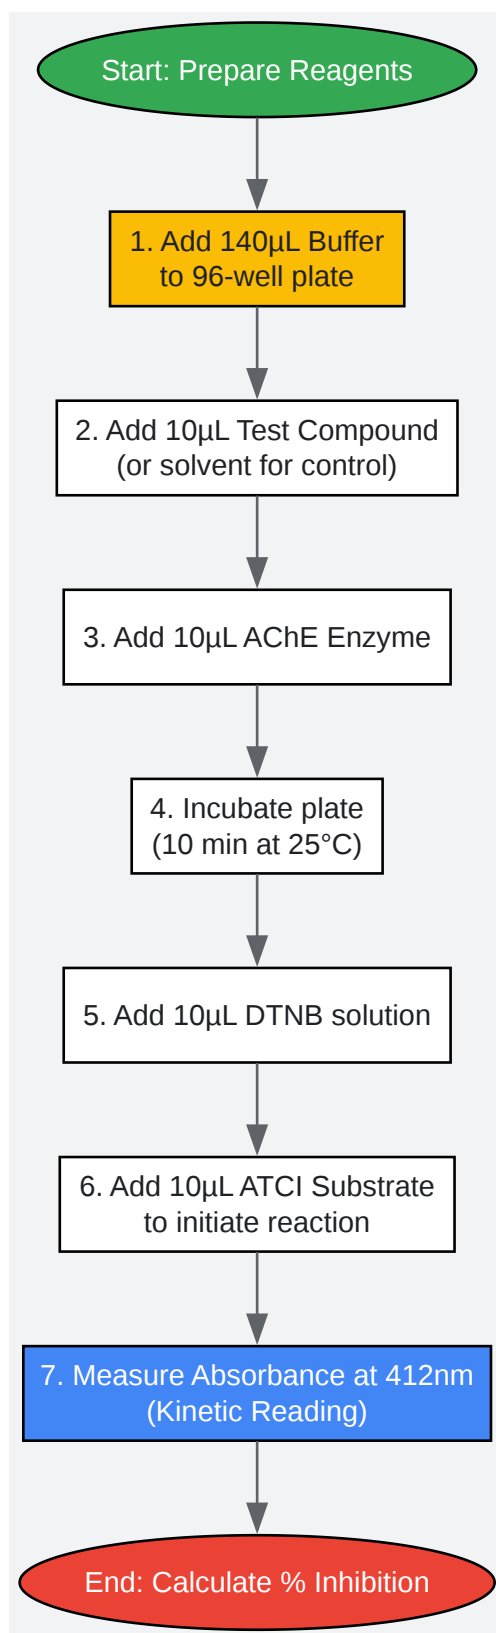 Start: Prepare Reagents
1. Add 140µL Buffer
to 96-well plate
2. Add 10µL Test Compound
(or solvent for control)
3. Add 10µL AChE Enzyme
4. Incubate plate
(10 min at 25°C)
5. Add 10µL DTNB solution
6. Add 10µL ATCI Substrate
to initiate reaction
7. Measure Absorbance at 412nm
(Kinetic Reading)
End: Calculate % Inhibition